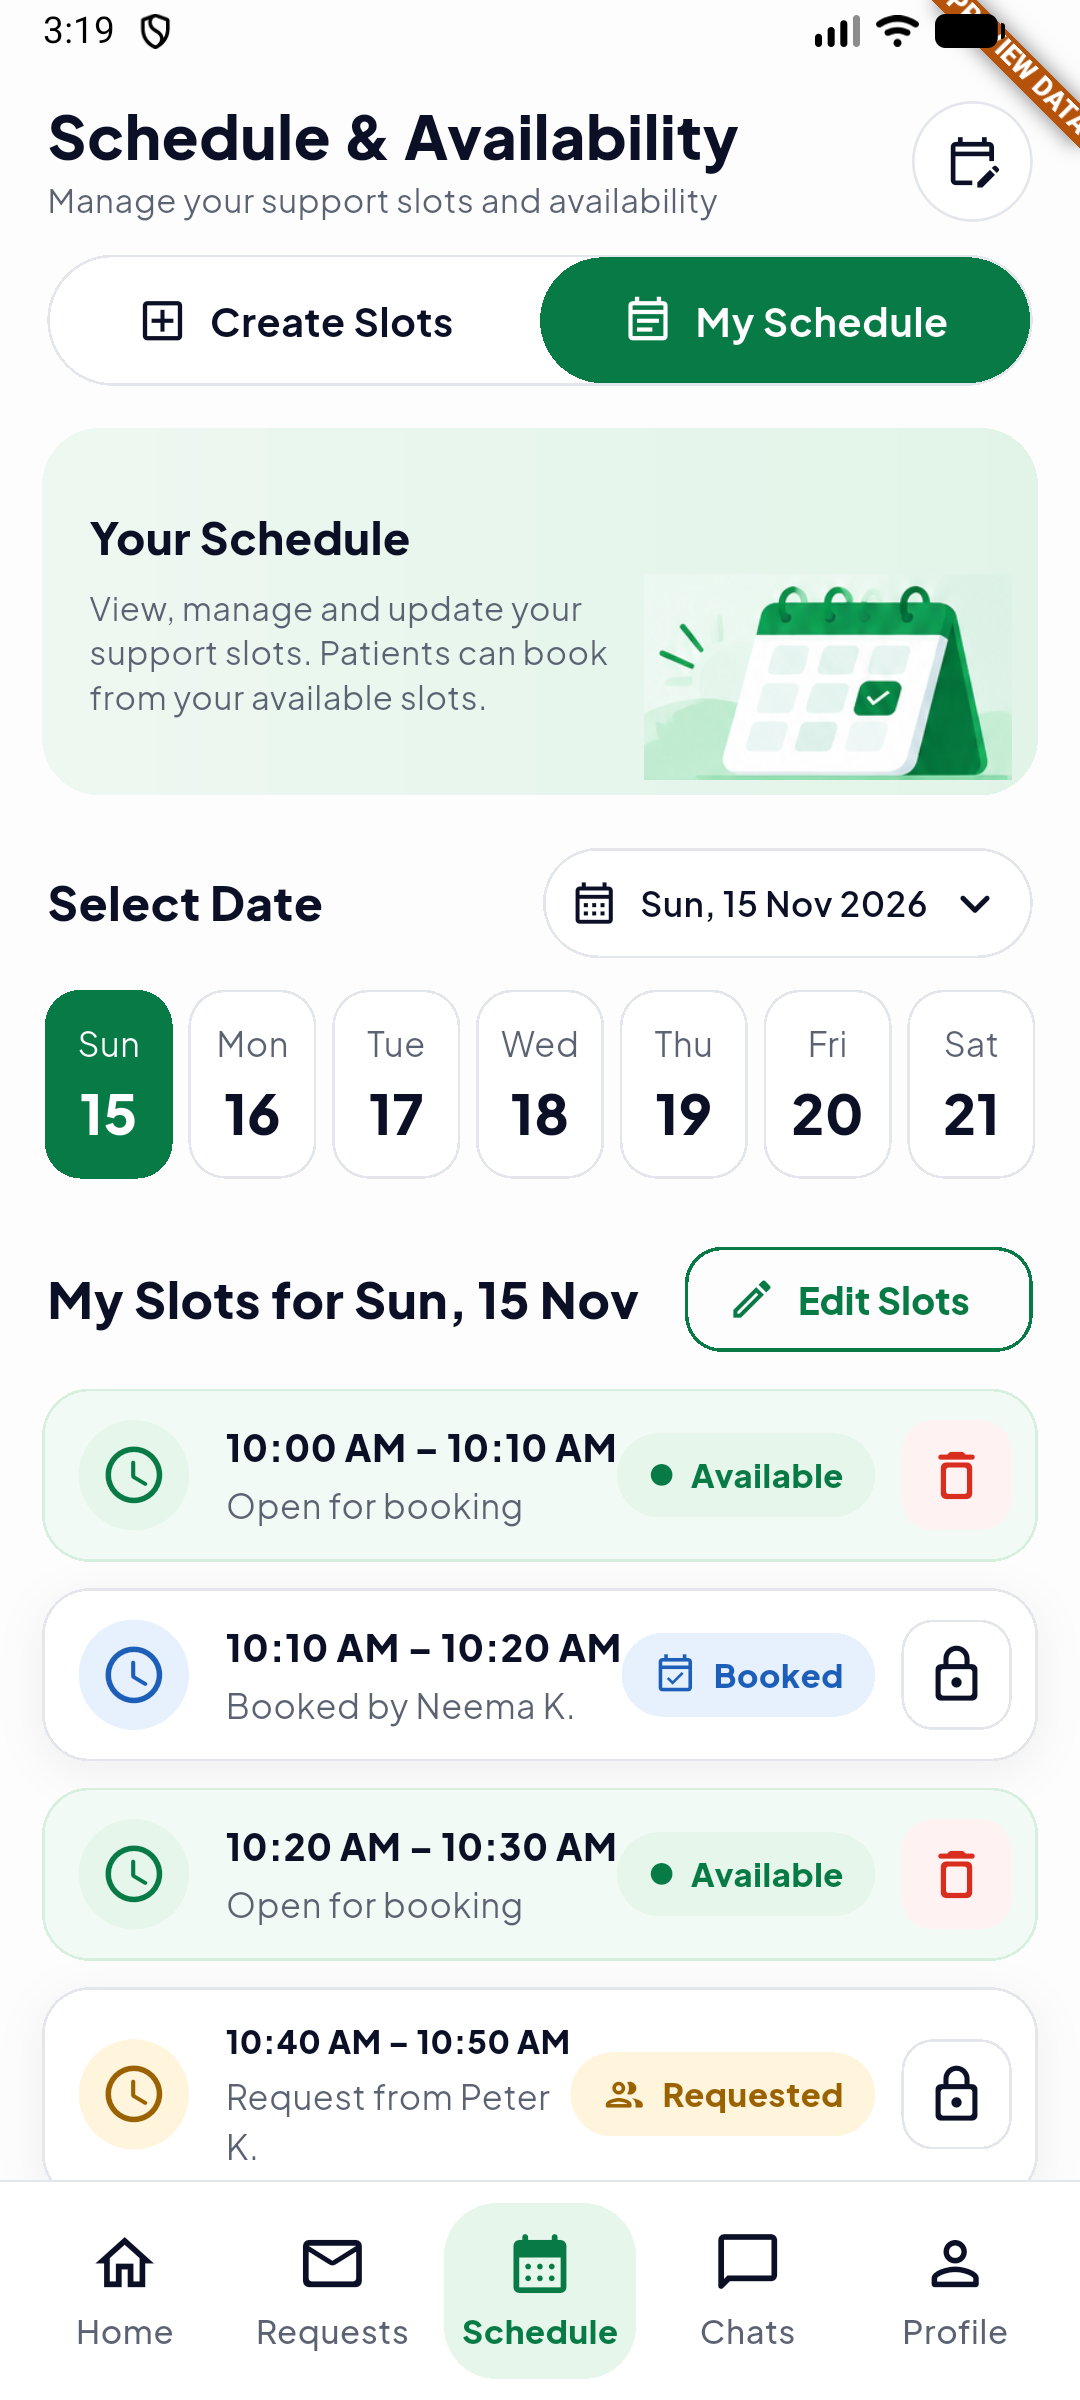 3:19
PREVIEW DATA
Schedule & Availability
Manage your support slots and availability
Create Slots
My Schedule
Your Schedule
View, manage and update your
support slots. Patients can book
from your available slots.
Select Date
Sun, 15 Nov 2026
Sun Mon Tue Wed Thu Fri Sat
15 16 17 18 19 20 21
My Slots for Sun, 15 Nov
Edit Slots
10:00 AM – 10:10 AM
Open for booking
Available
10:10 AM – 10:20 AM
Booked by Neema K.
Booked
10:20 AM – 10:30 AM
Open for booking
Available
10:40 AM – 10:50 AM
Request from Peter
K.
Requested
Home
Requests
Schedule
Chats
Profile